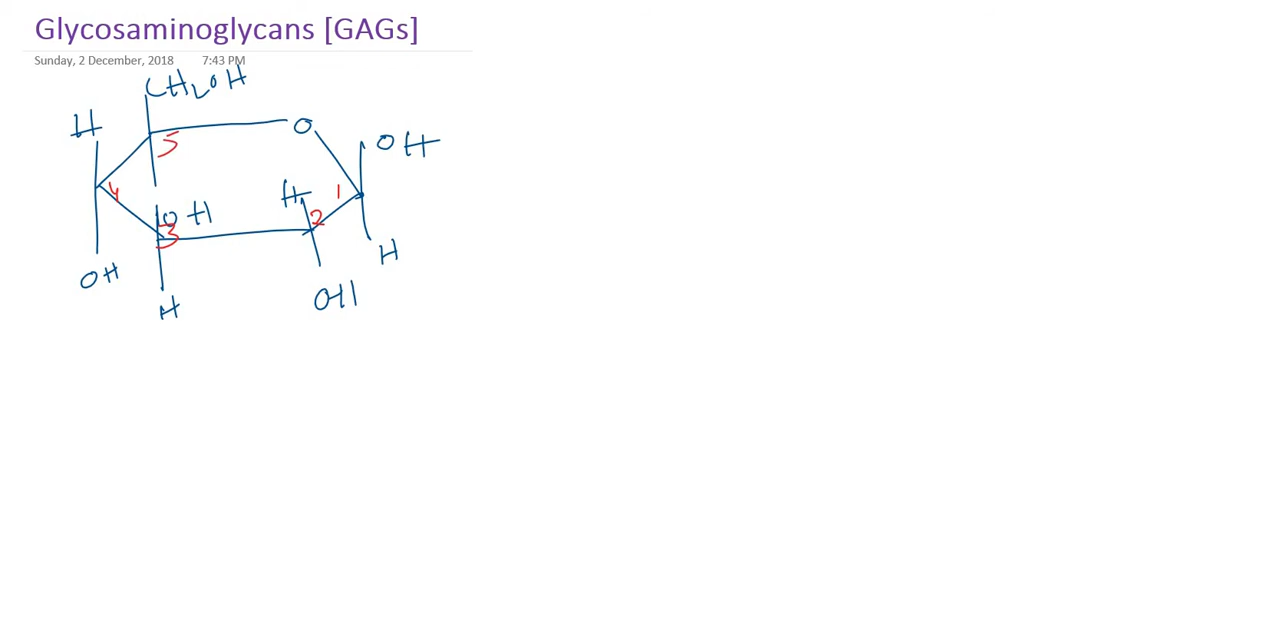 Glycosaminoglycans [GAGs]
Sunday, 2 December, 2018 7:43 PM
CH2OH
H
O
OH
5
4
H
1
OH
2
3
H
OH
OH
H